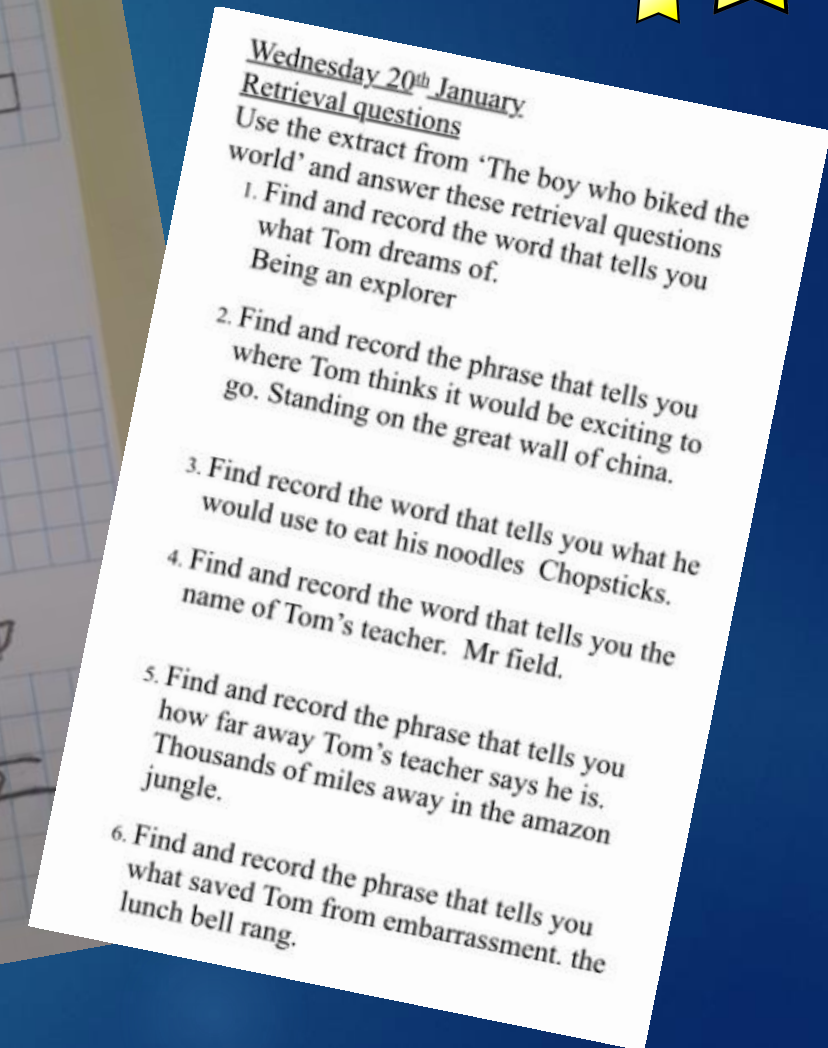 Wednesday 20th January
Retrieval questions
Use the extract from ‘The boy who biked the
world’ and answer these retrieval questions
1. Find and record the word that tells you
what Tom dreams of.
Being an explorer
2. Find and record the phrase that tells you
where Tom thinks it would be exciting to
go. Standing on the great wall of china.
3. Find record the word that tells you what he
would use to eat his noodles  Chopsticks.
4. Find and record the word that tells you the
name of Tom’s teacher.  Mr field.
5. Find and record the phrase that tells you
how far away Tom’s teacher says he is.
Thousands of miles away in the amazon
jungle.
6. Find and record the phrase that tells you
what saved Tom from embarrassment. the
lunch bell rang.